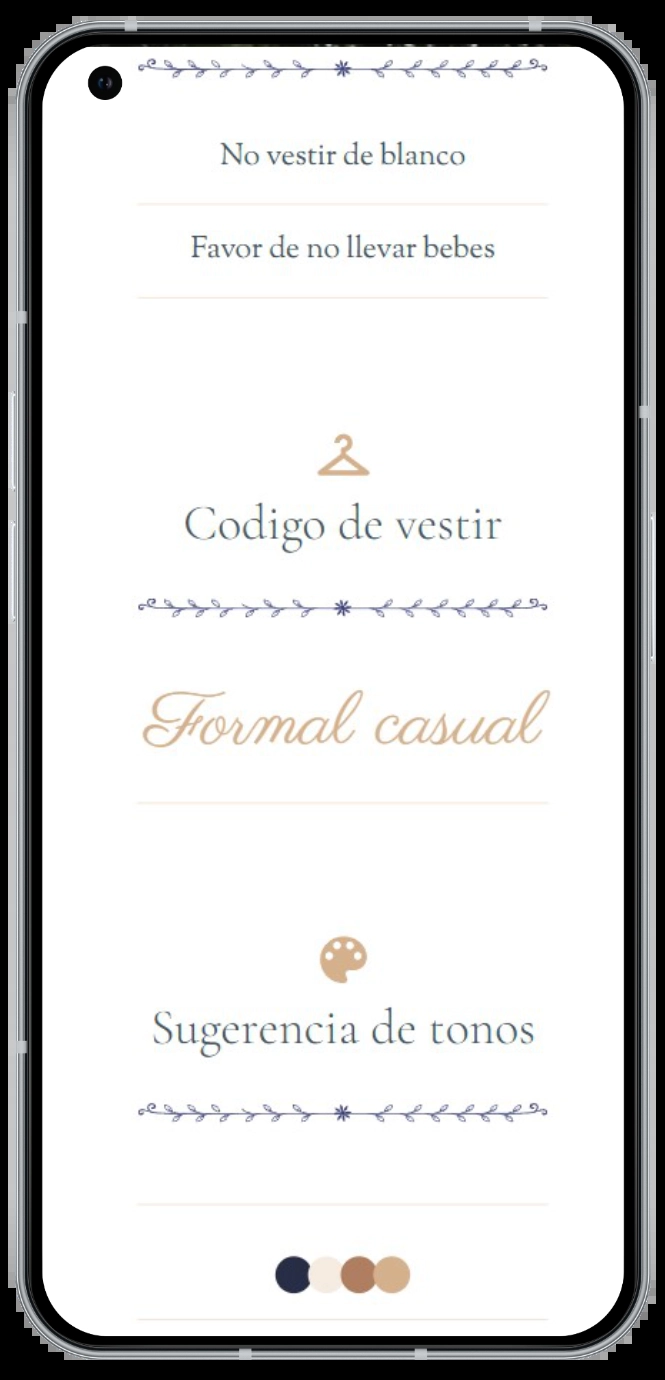 No vestir de blanco
Favor de no llevar bebes
Codigo de vestir
Formal casual
Sugerencia de tonos